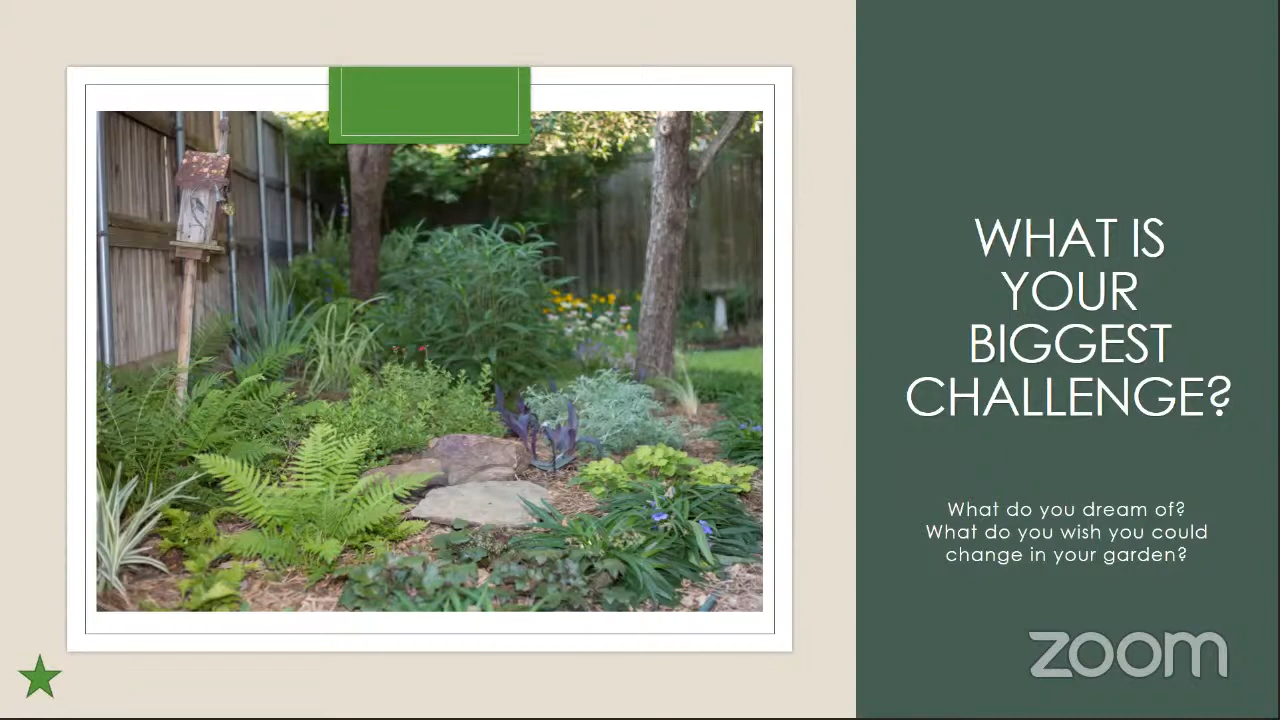 WHAT IS
YOUR
BIGGEST
CHALLENGE?
What do you dream of?
What do you wish you could
change in your garden?
zoom